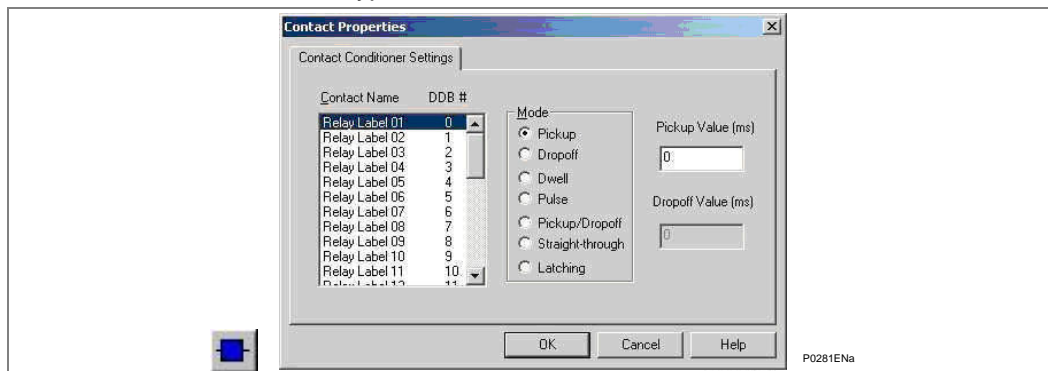 Contact Properties
Contact Conditioner Settings
Contact Name DDB #
Relay Label 01 0
Relay Label 02 1
Relay Label 03 2
Relay Label 04 3
Relay Label 05 4
Relay Label 06 5
Relay Label 07 6
Relay Label 08 7
Relay Label 09 8
Relay Label 10 9
Relay Label 11 10
Mode
Pickup
Dropoff
Dwell
Pulse
Pickup/Dropoff
Straight-through
Latching
Pickup Value (ms)
0
Dropoff Value (ms)
0
OK Cancel Help
P0281ENa